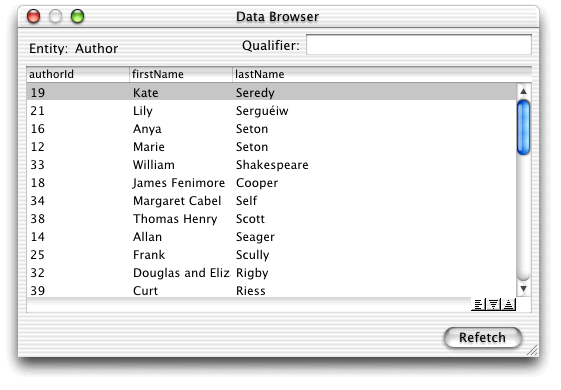 Data Browser
Entity: Author Qualifier:
authorId firstName lastName
19 Kate Seredy
21 Lily Serguéiw
16 Anya Seton
12 Marie Seton
33 William Shakespeare
18 James Fenimore Cooper
34 Margaret Cabel Self
38 Thomas Henry Scott
14 Allan Seager
25 Frank Scully
32 Douglas and Eliz Rigby
39 Curt Riess
Refetch